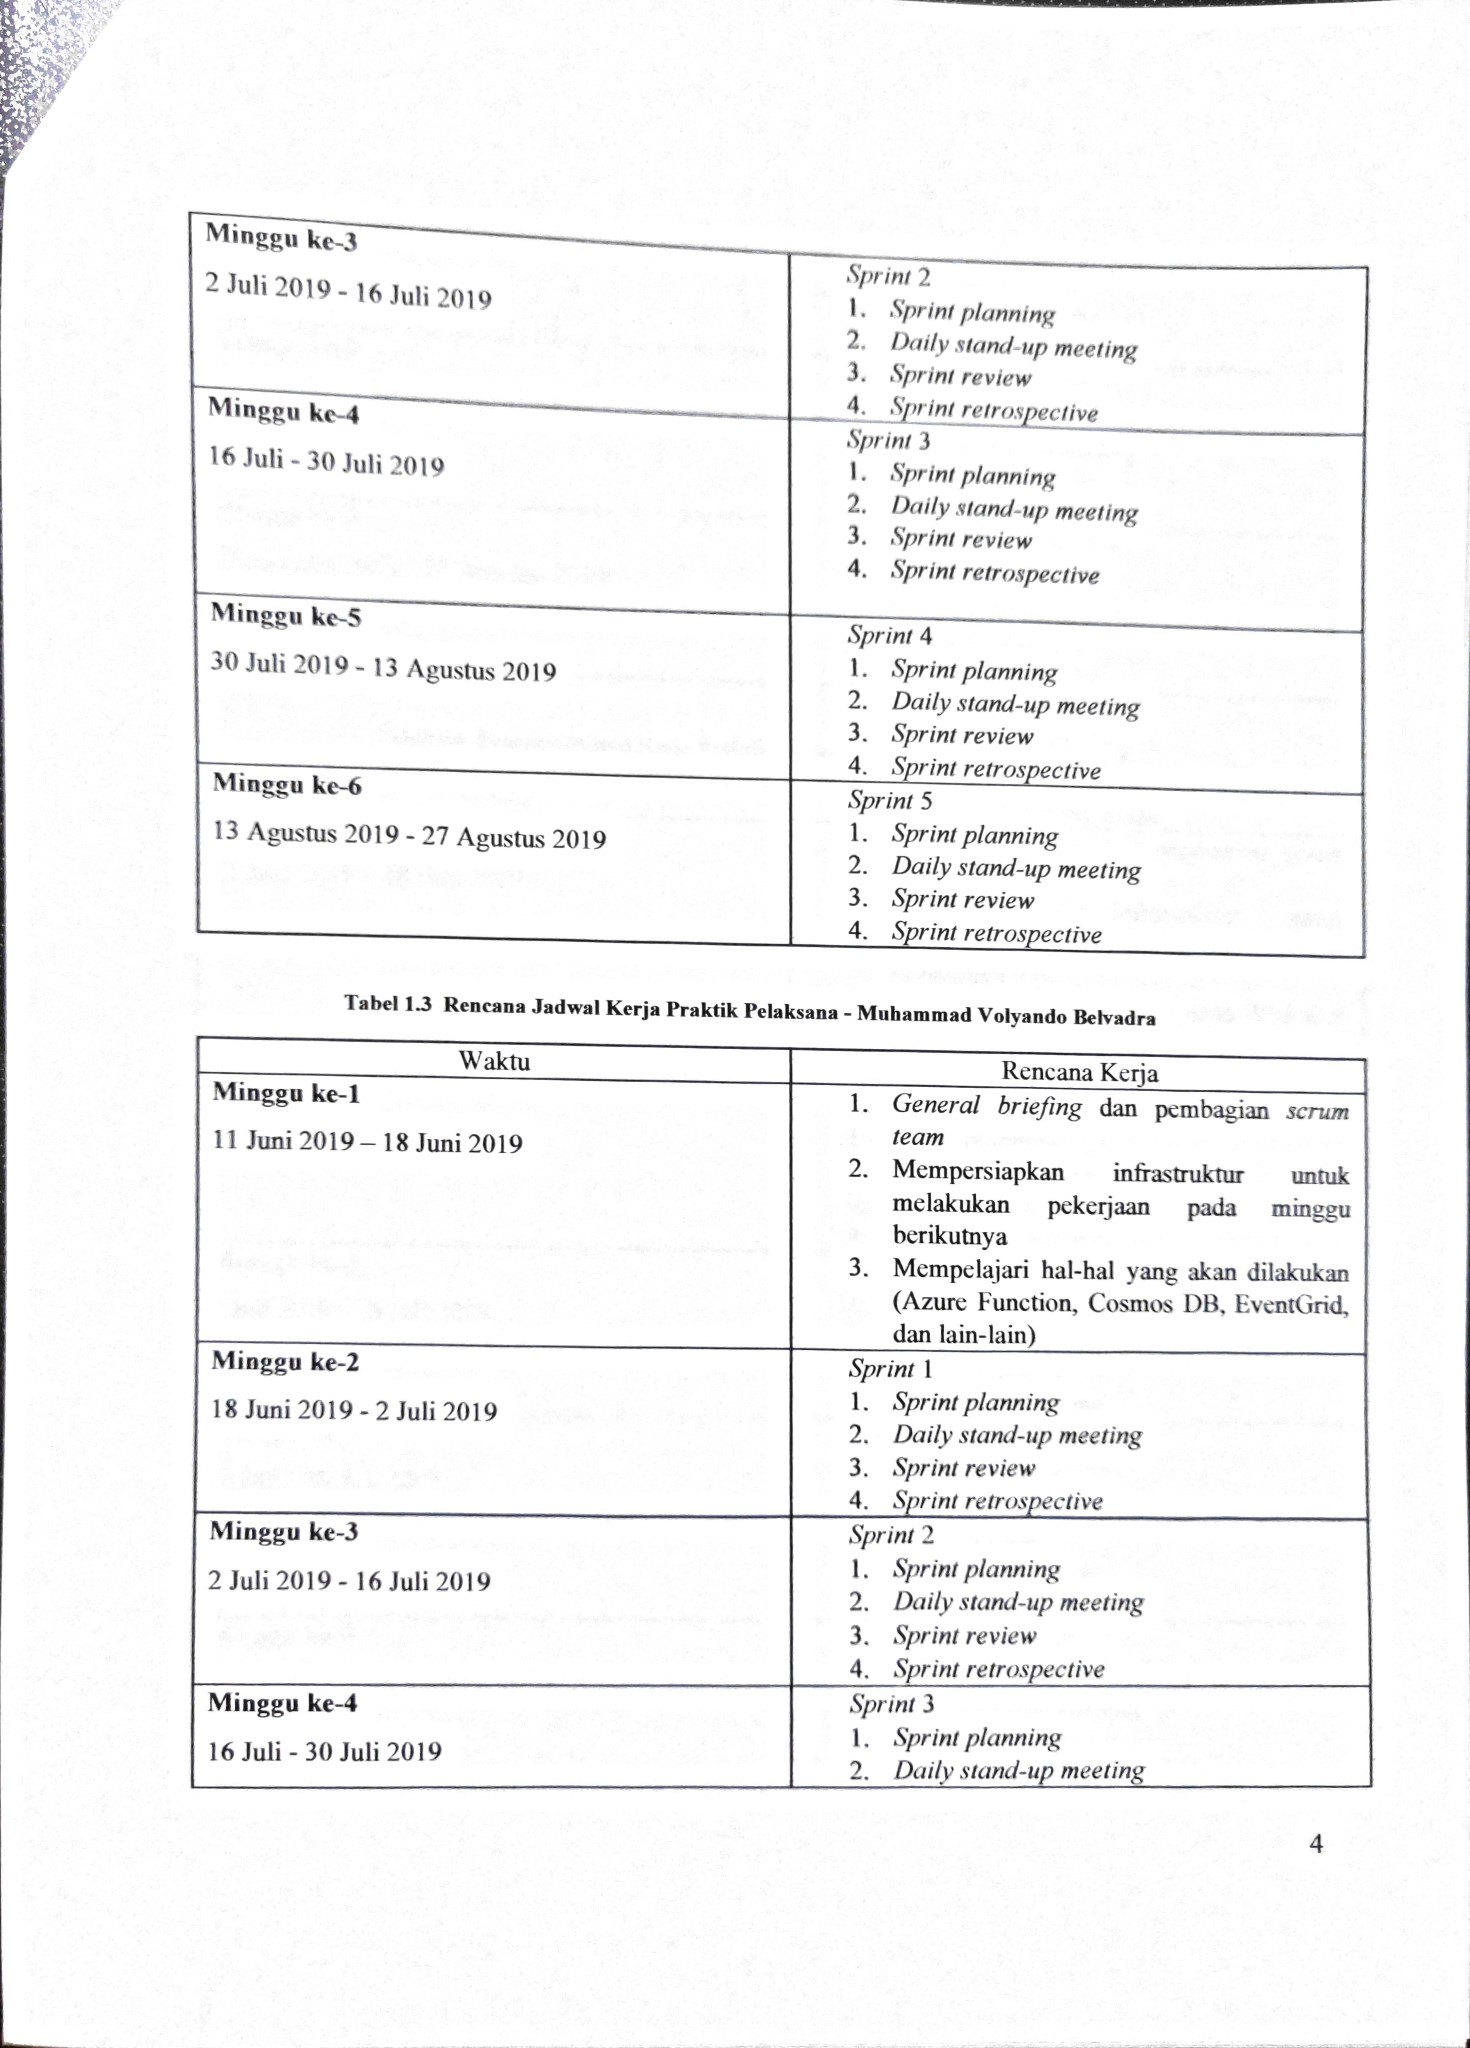 Minggu ke-3
2 Juli 2019 - 16 Juli 2019
Sprint 2
1. Sprint planning
2. Daily stand-up meeting
3. Sprint review
4. Sprint retrospective
Minggu ke-4
16 Juli - 30 Juli 2019
Sprint 3
1. Sprint planning
2. Daily stand-up meeting
3. Sprint review
4. Sprint retrospective
Minggu ke-5
30 Juli 2019 - 13 Agustus 2019
Sprint 4
1. Sprint planning
2. Daily stand-up meeting
3. Sprint review
4. Sprint retrospective
Minggu ke-6
13 Agustus 2019 - 27 Agustus 2019
Sprint 5
1. Sprint planning
2. Daily stand-up meeting
3. Sprint review
4. Sprint retrospective
Tabel 1.3 Rencana Jadwal Kerja Praktik Pelaksana - Muhammad Volyando Belvadra
Waktu
Rencana Kerja
Minggu ke-1
11 Juni 2019 – 18 Juni 2019
1. General briefing dan pembagian scrum
team
2. Mempersiapkan infrastruktur untuk
melakukan pekerjaan pada minggu
berikutnya
3. Mempelajari hal-hal yang akan dilakukan
(Azure Function, Cosmos DB, EventGrid,
dan lain-lain)
Minggu ke-2
18 Juni 2019 - 2 Juli 2019
Sprint 1
1. Sprint planning
2. Daily stand-up meeting
3. Sprint review
4. Sprint retrospective
Minggu ke-3
2 Juli 2019 - 16 Juli 2019
Sprint 2
1. Sprint planning
2. Daily stand-up meeting
3. Sprint review
4. Sprint retrospective
Minggu ke-4
16 Juli - 30 Juli 2019
Sprint 3
1. Sprint planning
2. Daily stand-up meeting
4